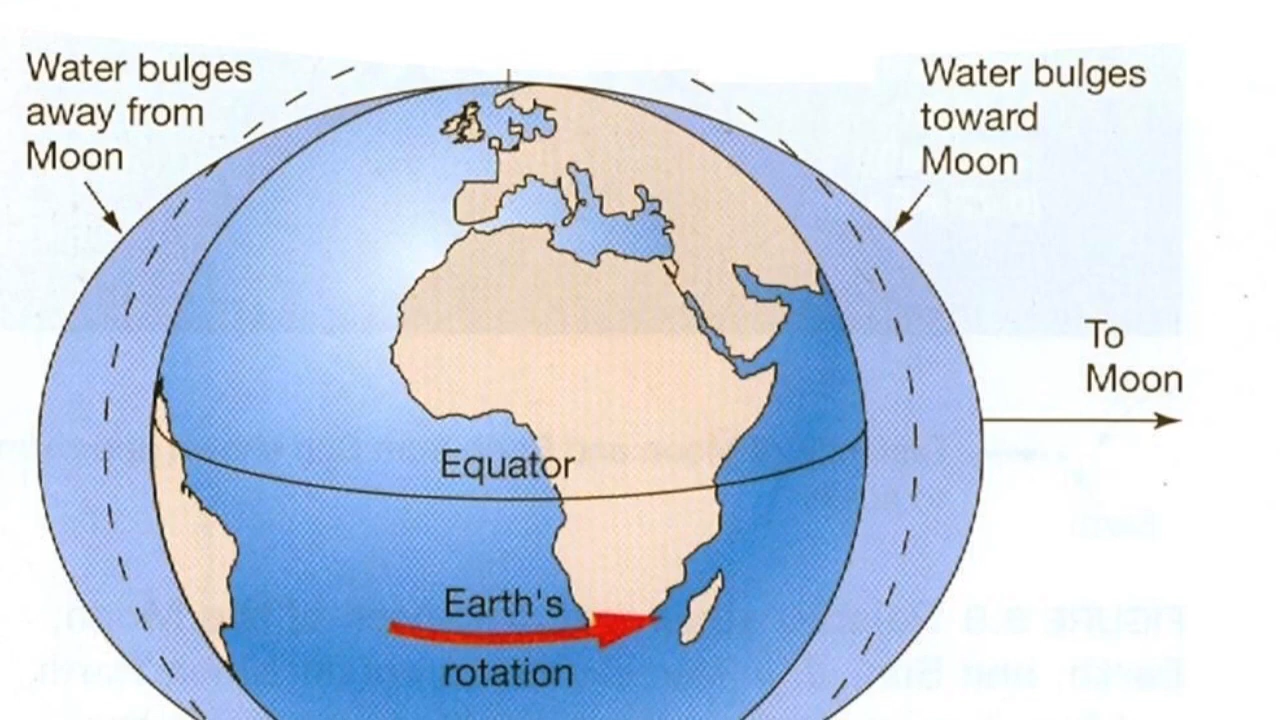 Water bulges
away from
Moon
Water bulges
toward
Moon
To
Moon
Equator
Earth's
rotation